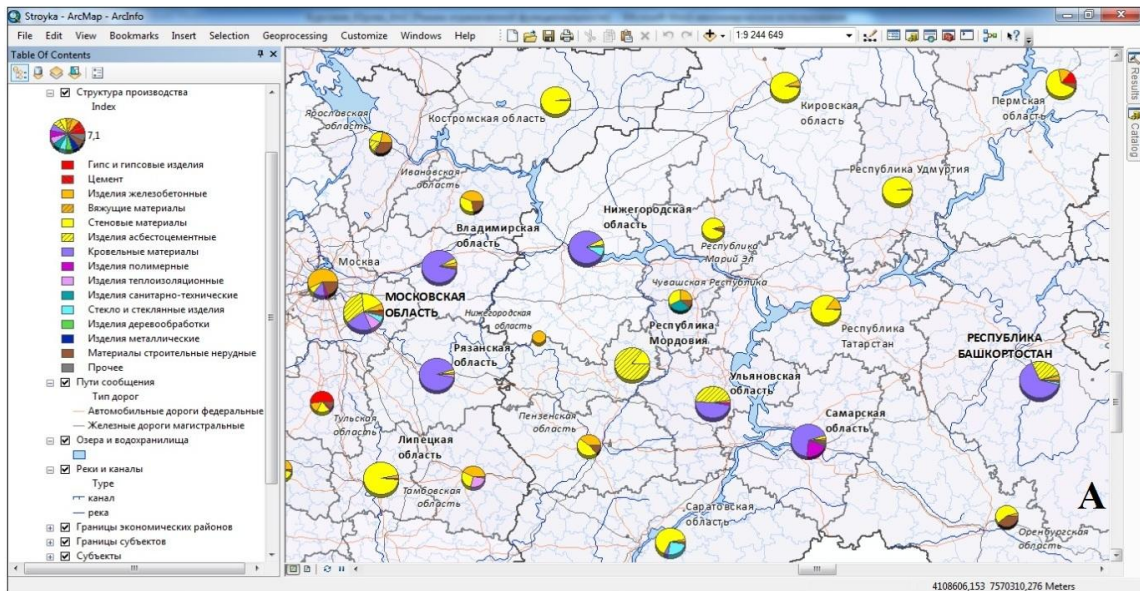 Stroyka - ArcMap - ArcInfo
File Edit View Bookmarks Insert Selection Geoprocessing Customize Windows Help
1:9 244 649
Table Of Contents
Структура производства
Index
7,1
Гипс и гипсовые изделия
Цемент
Изделия железобетонные
Вяжущие материалы
Стеновые материалы
Изделия асбестоцементные
Кровельные материалы
Изделия полимерные
Изделия теплоизоляционные
Изделия санитарно-технические
Стекло и стеклянные изделия
Изделия деревообработки
Изделия металлические
Материалы строительные нерудные
Прочее
Пути сообщения
Тип дорог
Автомобильные дороги федеральные
Железные дороги магистральные
Озера и водохранилища
Реки и каналы
Type
канал
река
Границы экономических районов
Границы субъектов
Субъекты
Ярославская
область
Костромская область
Кировская
область
Пермская
область
Ивановская
область
Республика Удмуртия
Нижегородская
область
Владимирская
область
Республика
Марий Эл
Москва
Чувашская Республика
МОСКОВСКАЯ
ОБЛАСТЬ
Нижегородская
область
Республика
Мордовия
Республика
Татарстан
РЕСПУБЛИКА
БАШКОРТОСТАН
Рязанская
область
Ульяновская
область
Тульская
область
Пензенская
область
Самарская
область
Липецкая
область
Тамбовская
область
Саратовская
область
Оренбургская
область
A
Results
Catalog
4108606,153 7570310,276 Meters